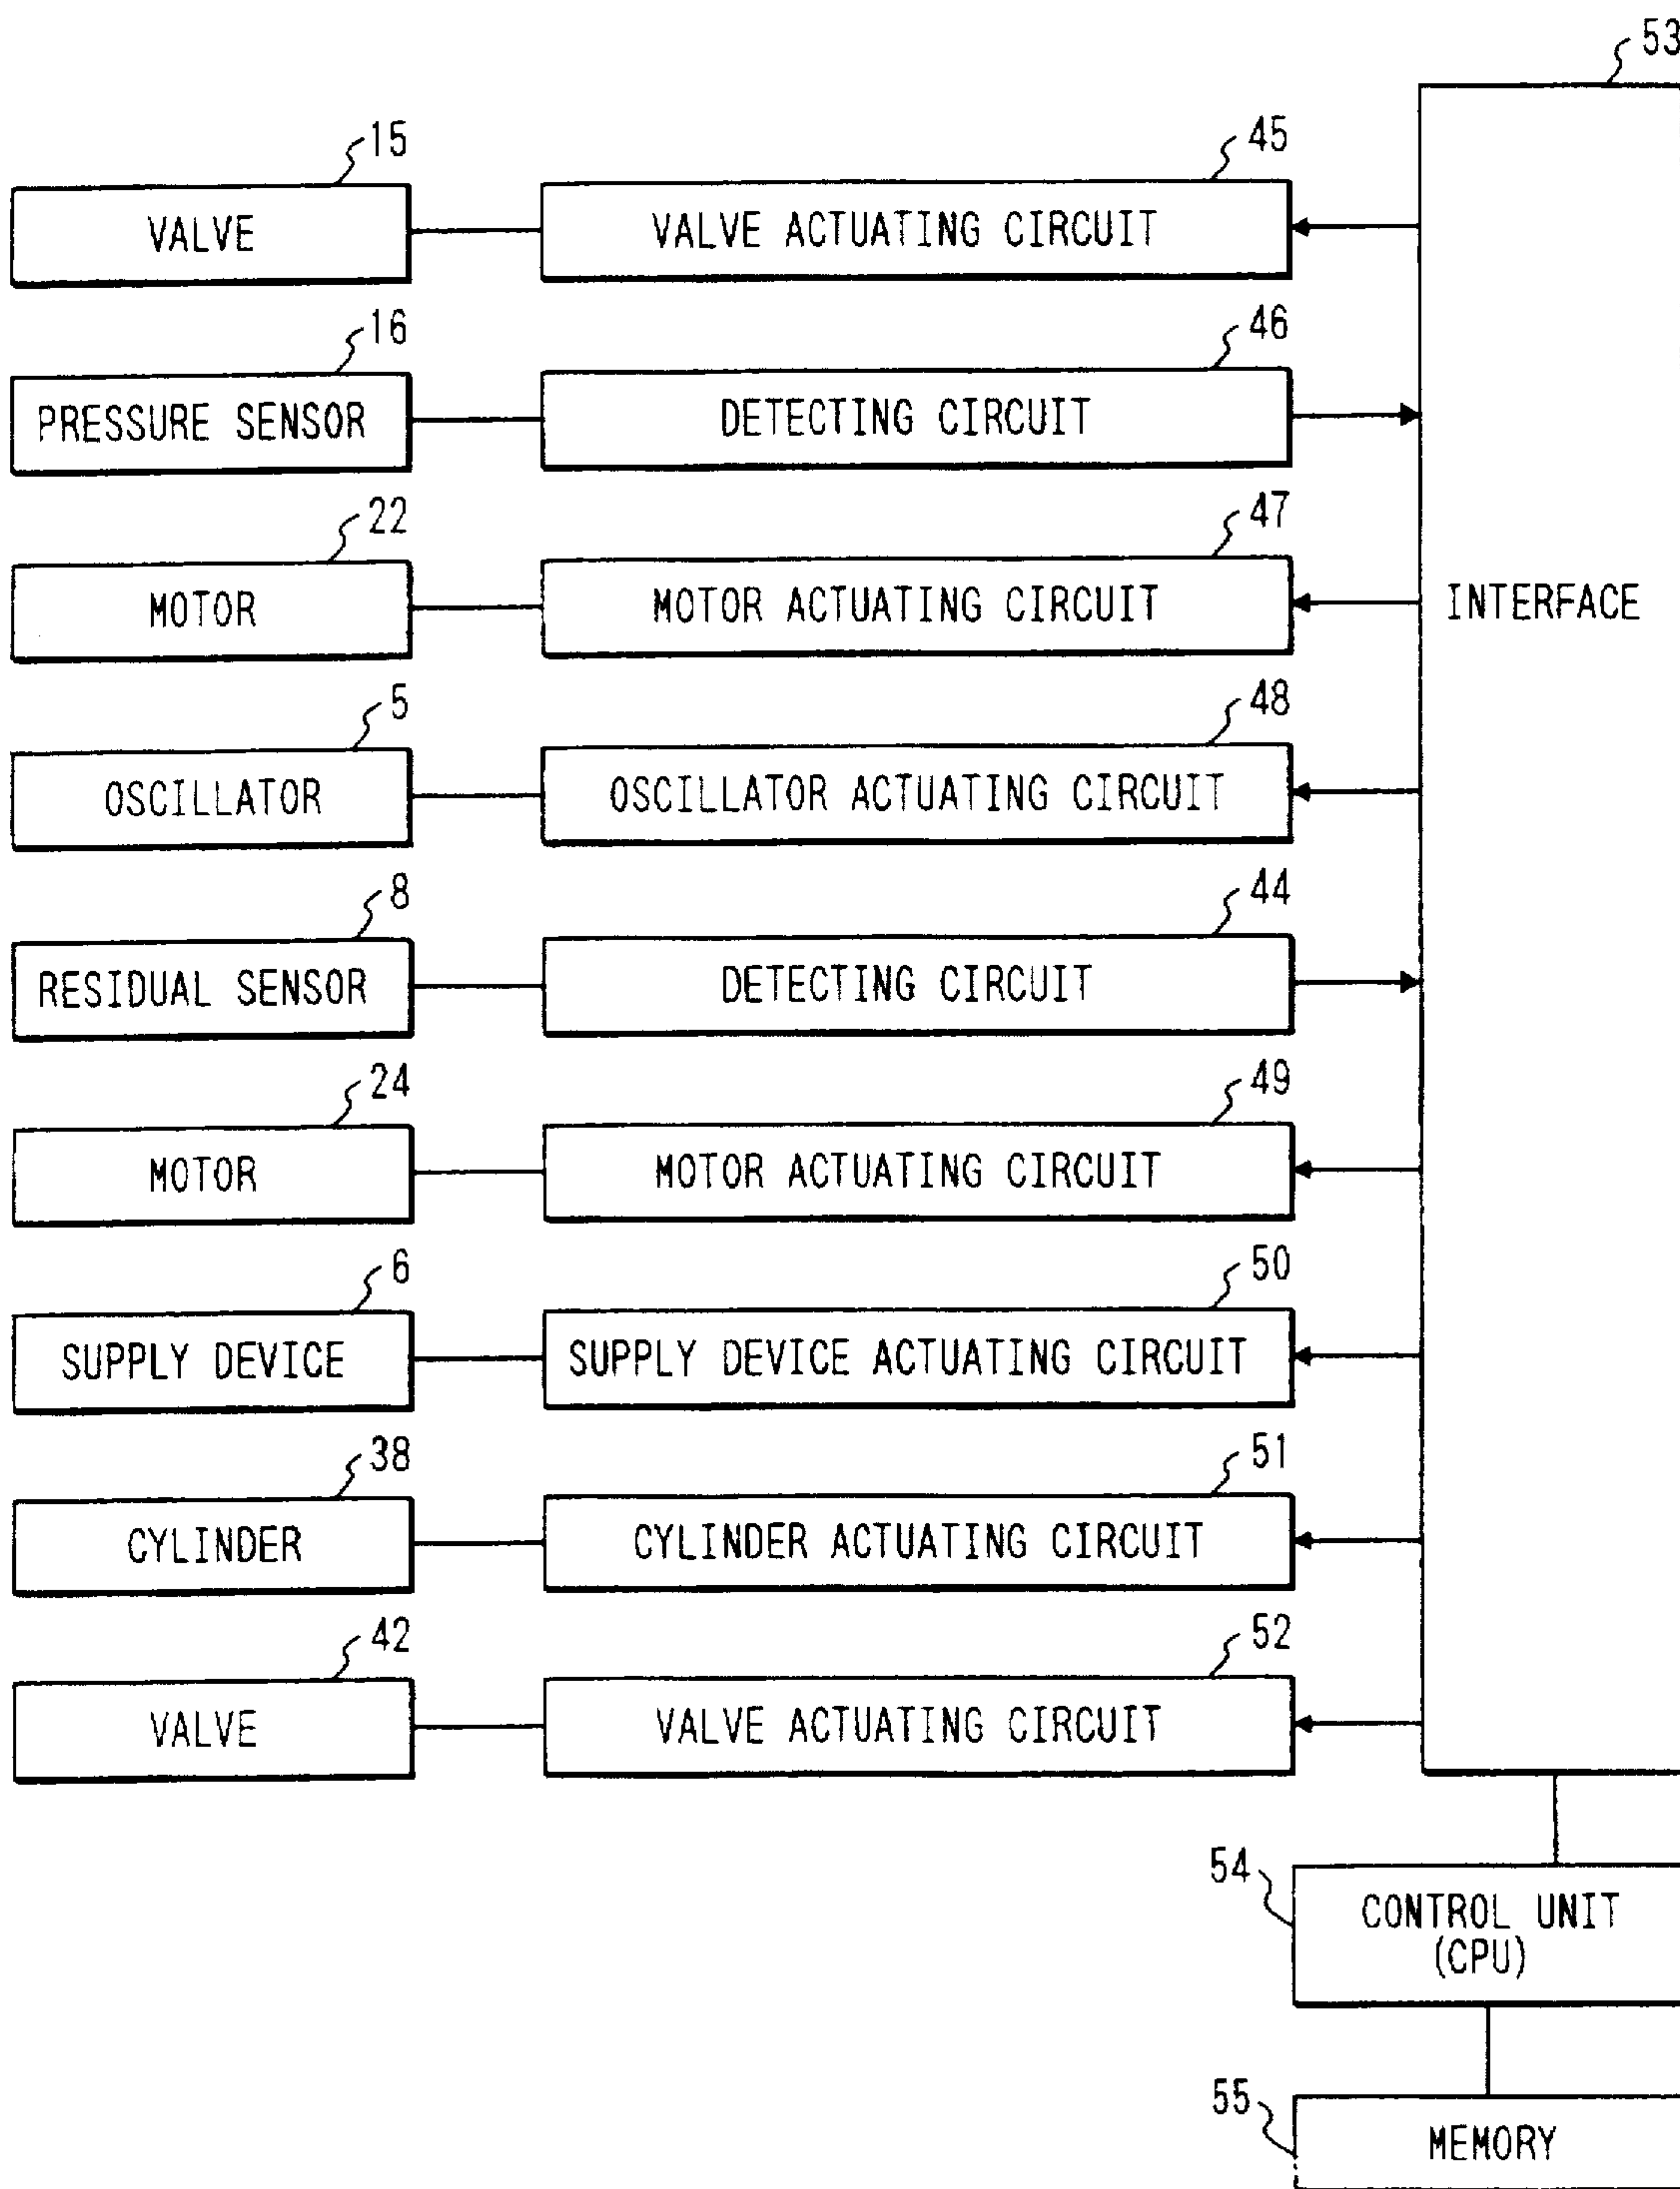 53
15
45
VALVE
VALVE ACTUATING CIRCUIT
16
46
PRESSURE SENSOR
DETECTING CIRCUIT
22
47
MOTOR
MOTOR ACTUATING CIRCUIT
INTERFACE
5
48
OSCILLATOR
OSCILLATOR ACTUATING CIRCUIT
8
44
RESIDUAL SENSOR
DETECTING CIRCUIT
24
49
MOTOR
MOTOR ACTUATING CIRCUIT
6
50
SUPPLY DEVICE
SUPPLY DEVICE ACTUATING CIRCUIT
38
51
CYLINDER
CYLINDER ACTUATING CIRCUIT
42
52
VALVE
VALVE ACTUATING CIRCUIT
54
CONTROL UNIT
(CPU)
55
MEMORY